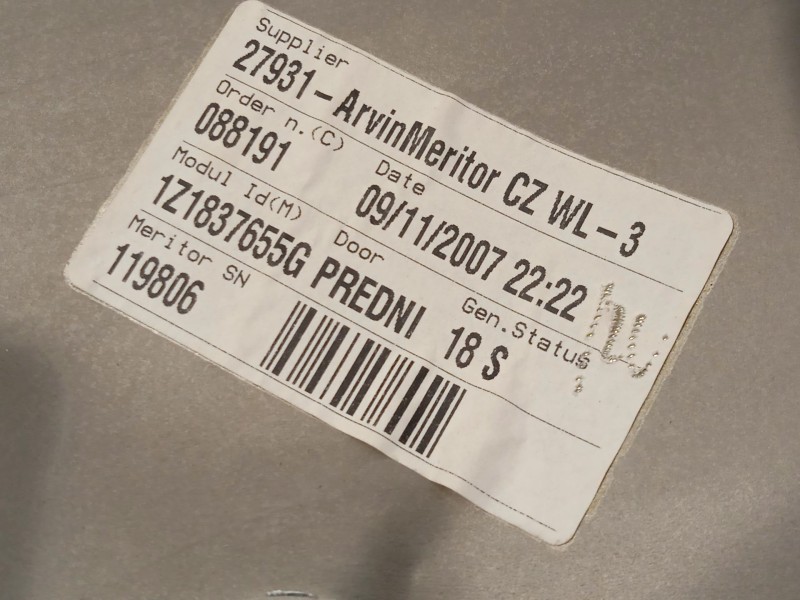 Supplier
27931-ArvinMeritor CZ WL-3
Order n.(C) Date
088191 09/11/2007 22:22
Modul Id(M) Door Gen.Status
1Z1837655G PREDNI 18 S
Meritor SN
119806